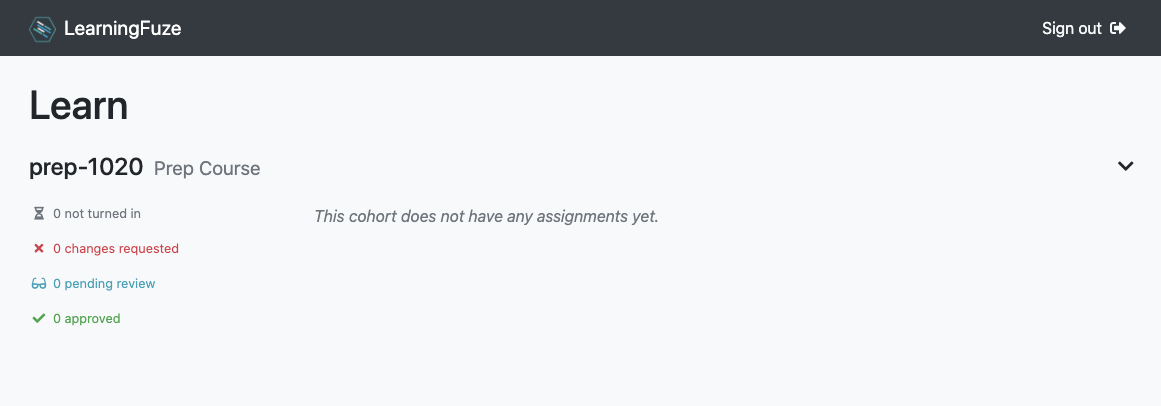 LearningFuze
Sign out
Learn
prep-1020 Prep Course
0 not turned in
This cohort does not have any assignments yet.
0 changes requested
0 pending review
0 approved